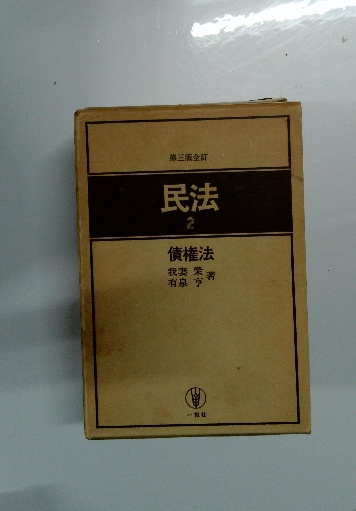 第三版全訂
民法
2
債権法
我妻 栄
有泉 亨
著
一粒社